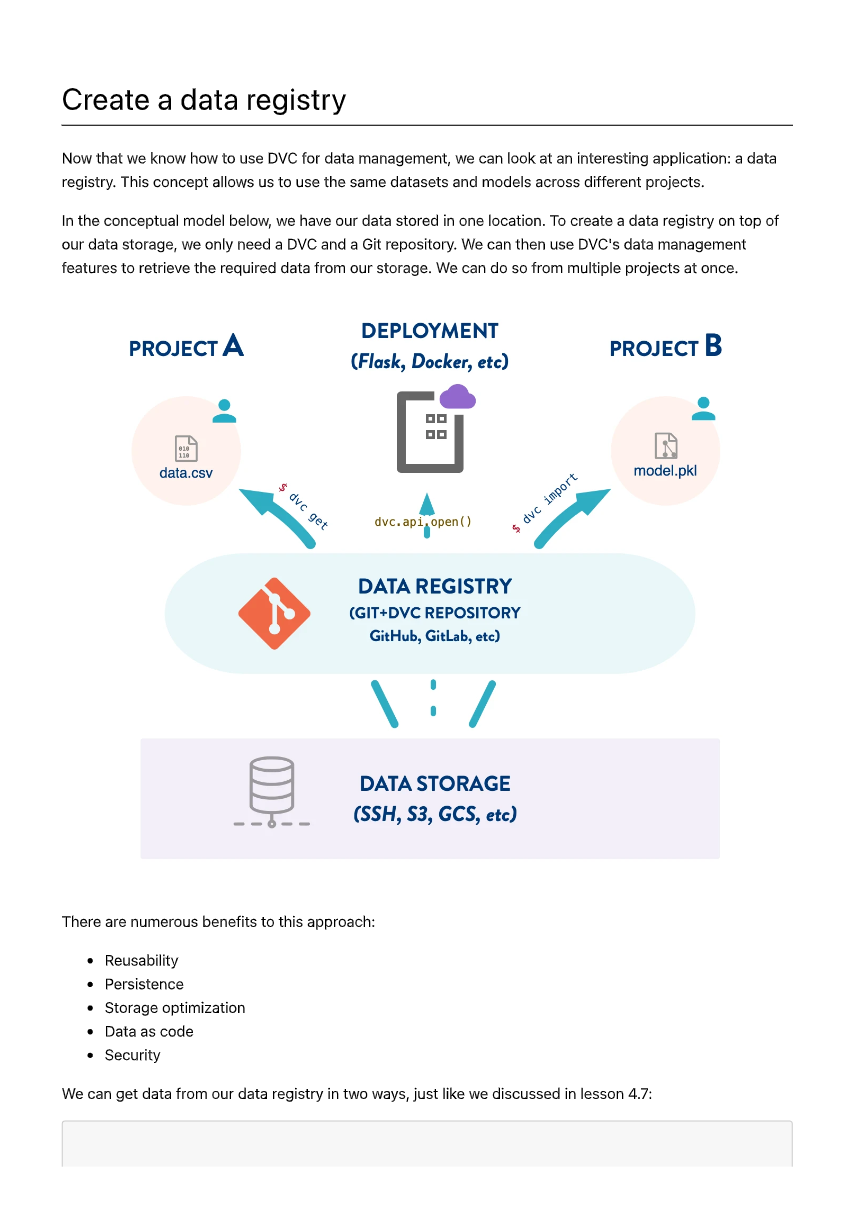 Create a data registry
Now that we know how to use DVC for data management, we can look at an interesting application: a data
registry. This concept allows us to use the same datasets and models across different projects.
In the conceptual model below, we have our data stored in one location. To create a data registry on top of
our data storage, we only need a DVC and a Git repository. We can then use DVC's data management
features to retrieve the required data from our storage. We can do so from multiple projects at once.
PROJECT A
DEPLOYMENT
(Flask, Docker, etc)
PROJECT B
010
110
data.csv
model.pkl
$ dvc get
dvc.api.open()
$ dvc import
DATA REGISTRY
(GIT+DVC REPOSITORY
GitHub, GitLab, etc)
DATA STORAGE
(SSH, S3, GCS, etc)
There are numerous benefits to this approach:
• Reusability
• Persistence
• Storage optimization
• Data as code
• Security
We can get data from our data registry in two ways, just like we discussed in lesson 4.7: